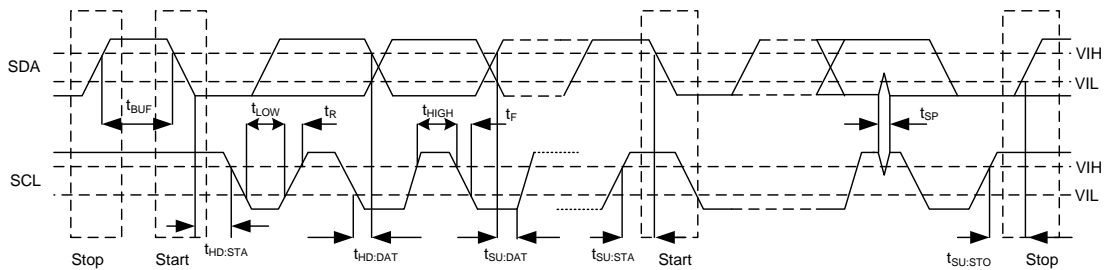 SDA
VIH
VIL
tBUF
tLOW
tR
tHIGH
tF
tSP
SCL
VIH
VIL
tHD:STA
tHD:DAT
tSU:DAT
tSU:STA
tSU:STO
Stop
Start
Start
Stop